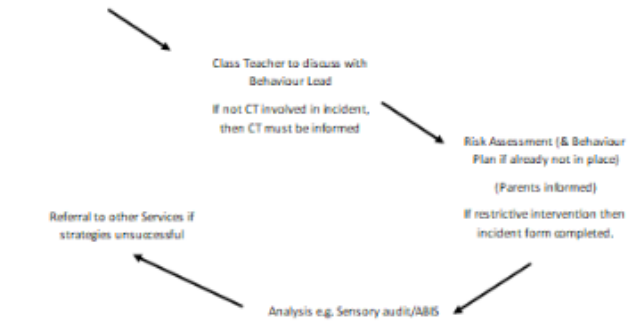 Class Teacher to discuss with
Behaviour Lead
If not CT involved in incident,
then CT must be informed
Risk Assessment (& Behaviour
Plan if already not in place)
(Parents informed)
If restrictive intervention then
incident form completed.
Referral to other Services if
strategies unsuccessful
Analysis e.g. Sensory audit/ABIS